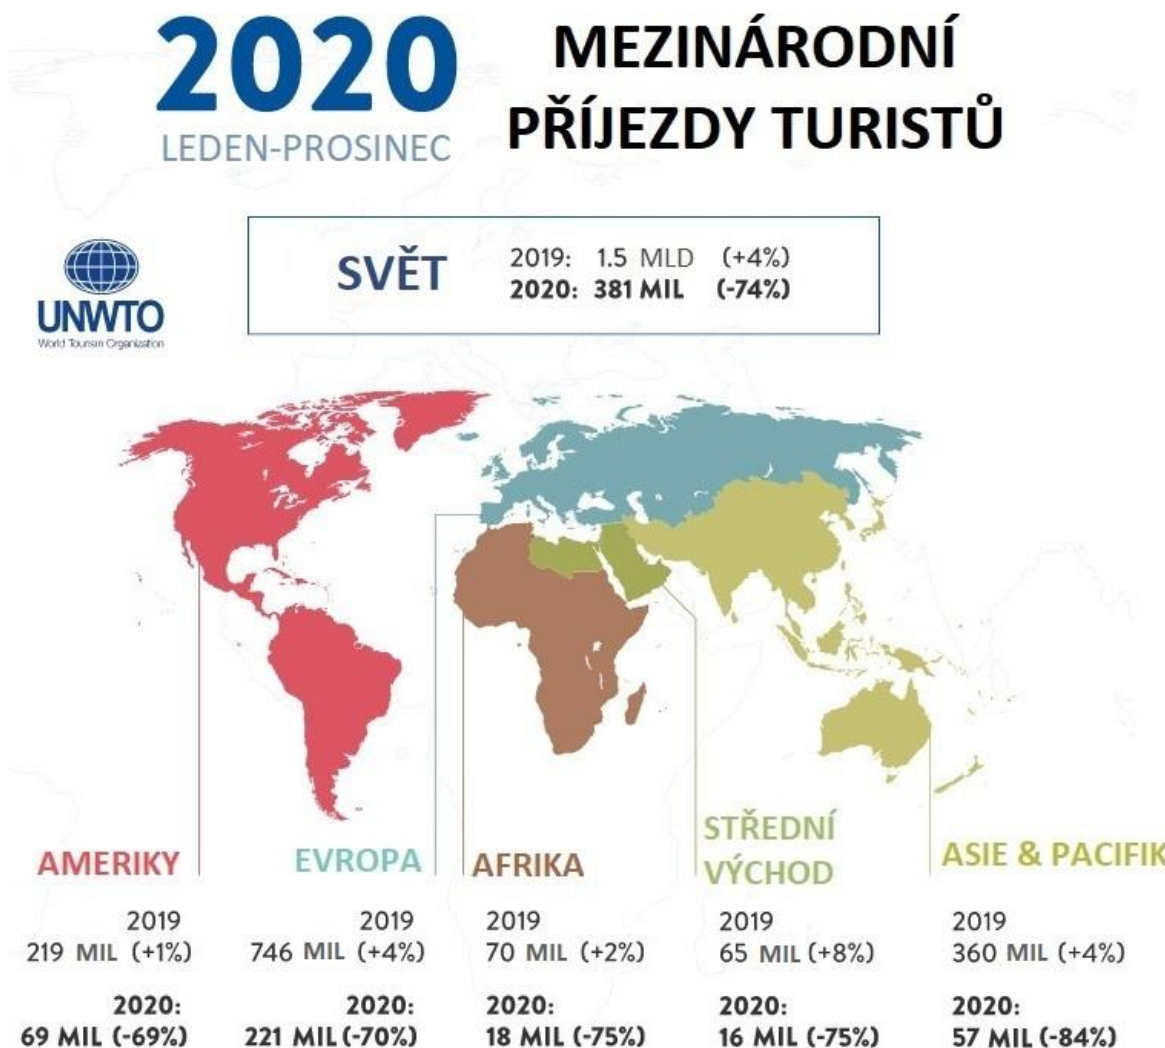 2020
LEDEN-PROSINEC
MEZINÁRODNÍ
PŘÍJEZDY TURISTŮ
UNWTO
World Tourism Organization
SVĚT
2019: 1.5 MLD (+4%)
2020: 381 MIL (-74%)
AMERIKY
2019
219 MIL (+1%)
2020:
69 MIL (-69%)
EVROPA
2019
746 MIL (+4%)
2020:
221 MIL (-70%)
AFRIKA
2019
70 MIL (+2%)
2020:
18 MIL (-75%)
STŘEDNÍ
VÝCHOD
2019
65 MIL (+8%)
2020:
16 MIL (-75%)
ASIE & PACIFIK
2019
360 MIL (+4%)
2020:
57 MIL (-84%)